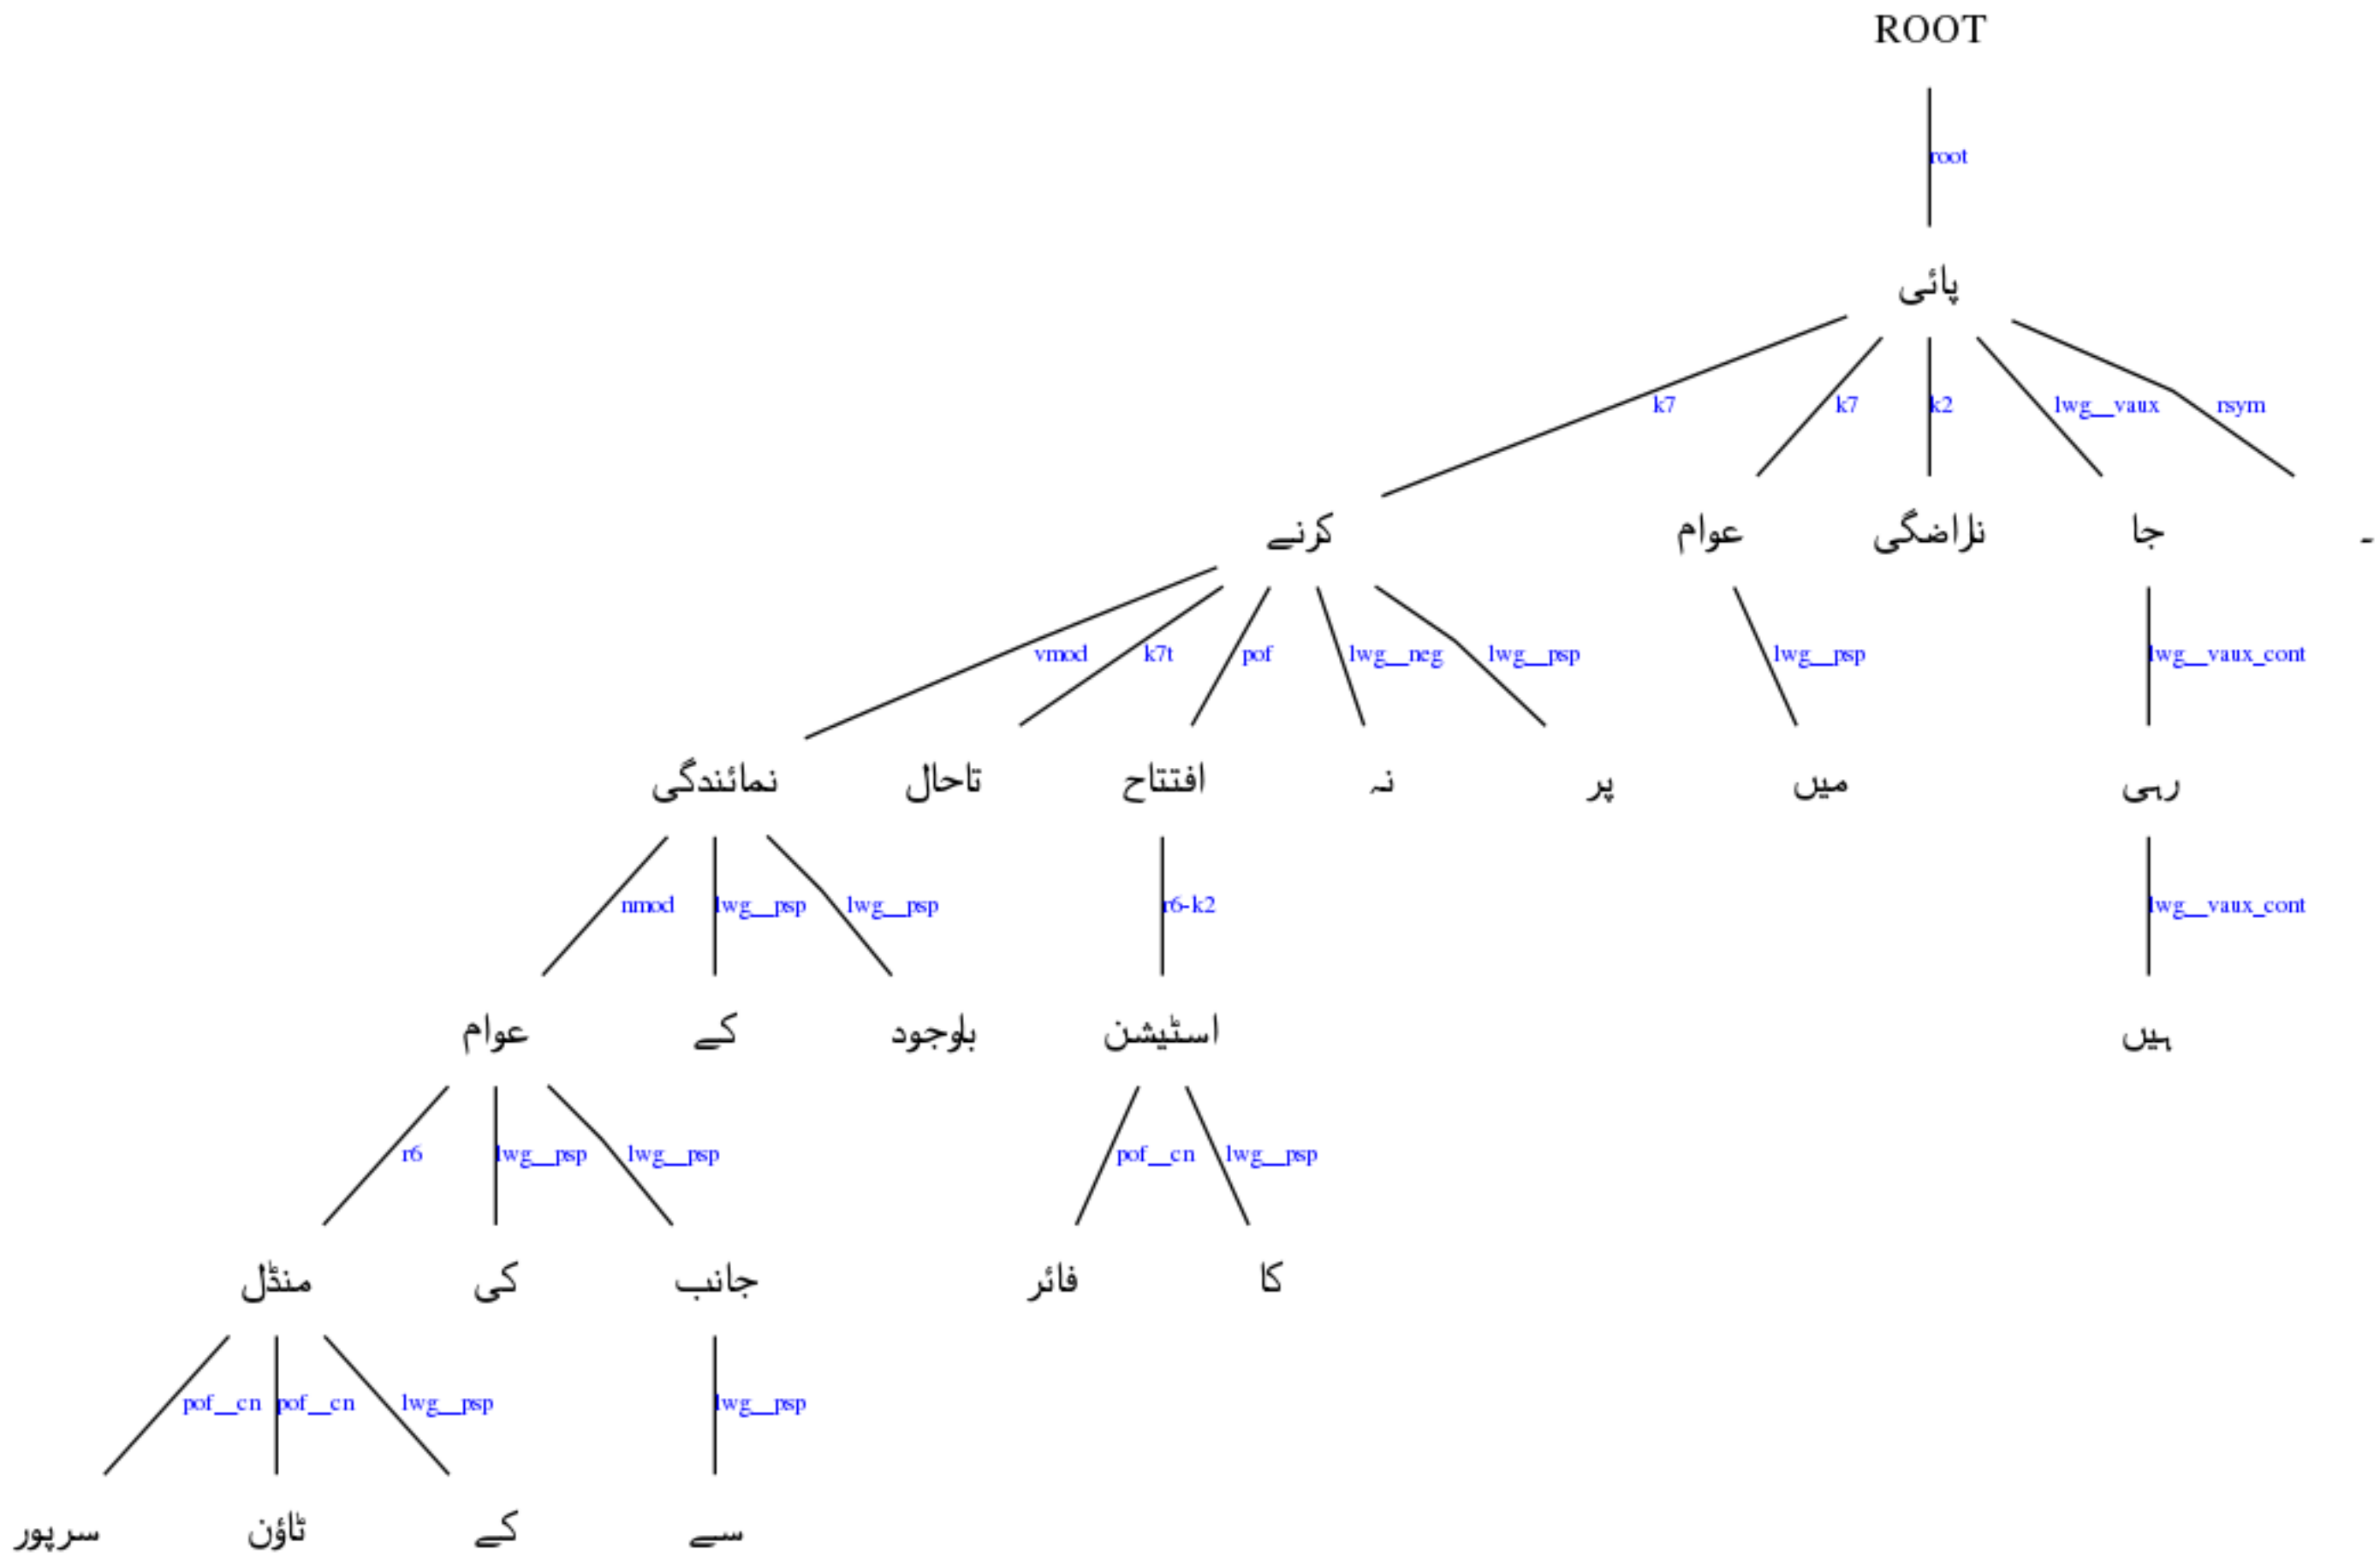 ROOT
root
پائی
k7 k7 k2 lwg__vaux rsym
کرنے عوام ناراضگی جا ۔
vmod k7t pof lwg__neg lwg__psp lwg__psp lwg__vaux_cont
نمائندگی تاحال افتتاح نہ پر میں رہی
nmod lwg__psp lwg__psp r6-k2 lwg__vaux_cont
عوام کے باوجود اسٹیشن ہیں
r6 lwg__psp lwg__psp pof__cn lwg__psp
منڈل کی جانب فائر کا
pof__cn pof__cn lwg__psp lwg__psp
سرپور ٹاؤن کے سے